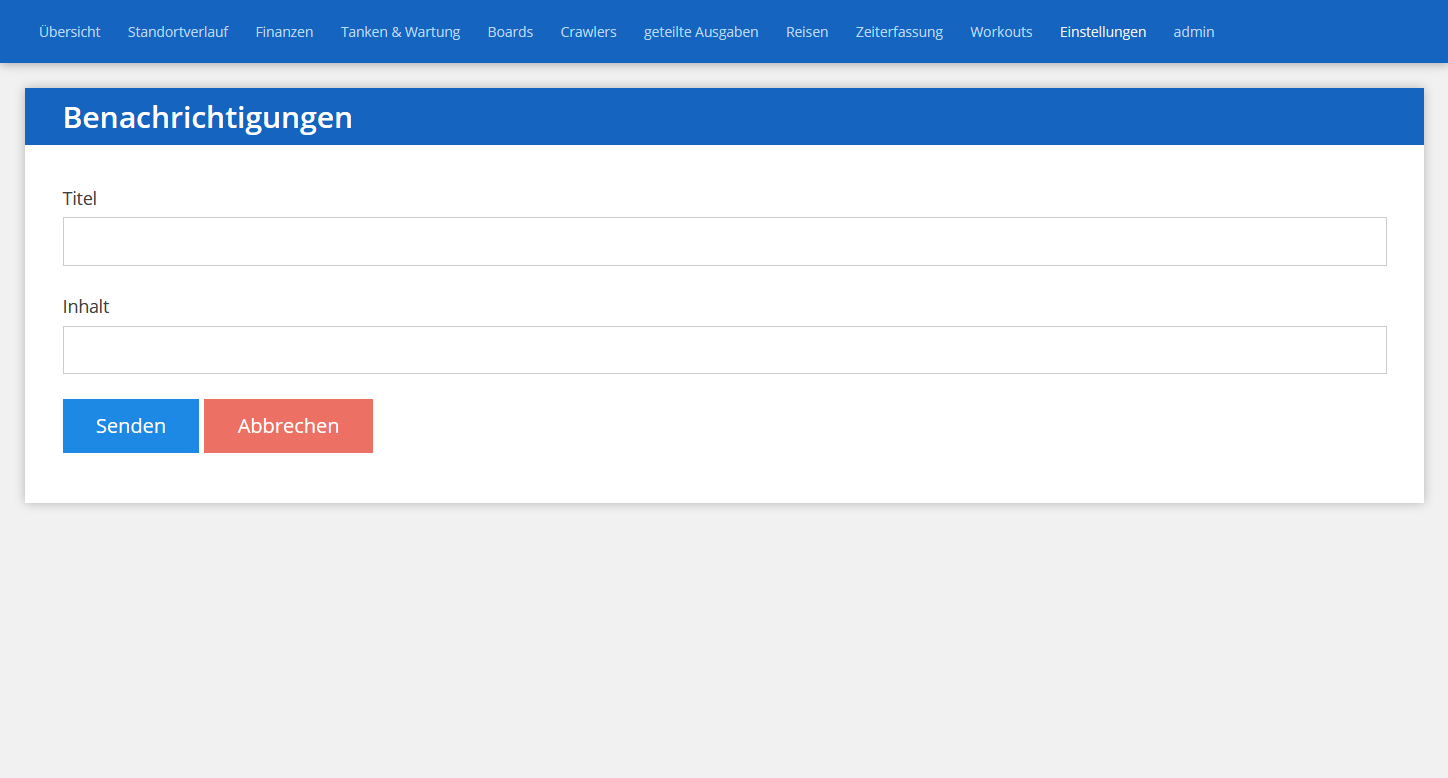 Übersicht Standortverlauf Finanzen Tanken & Wartung Boards Crawlers geteilte Ausgaben Reisen Zeiterfassung Workouts Einstellungen admin
Benachrichtigungen
Titel
Inhalt
Senden Abbrechen